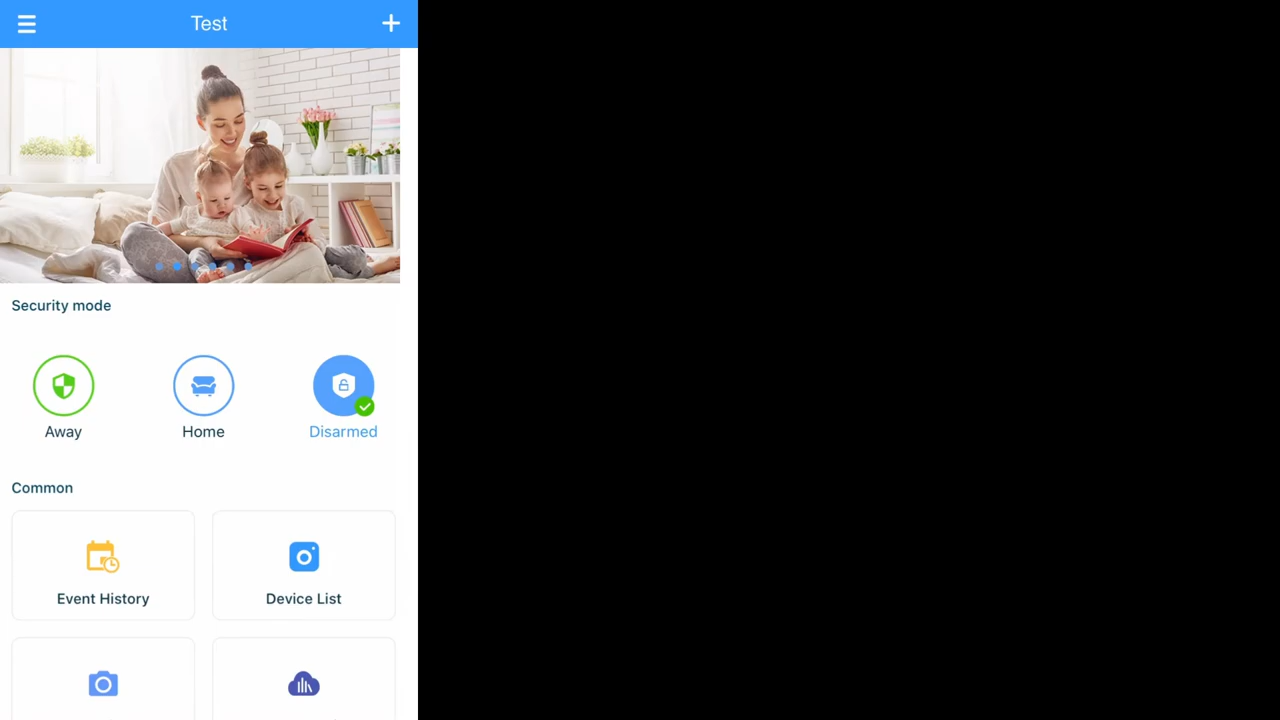 Test
Security mode
Away
Home
Disarmed
Common
Event History
Device List